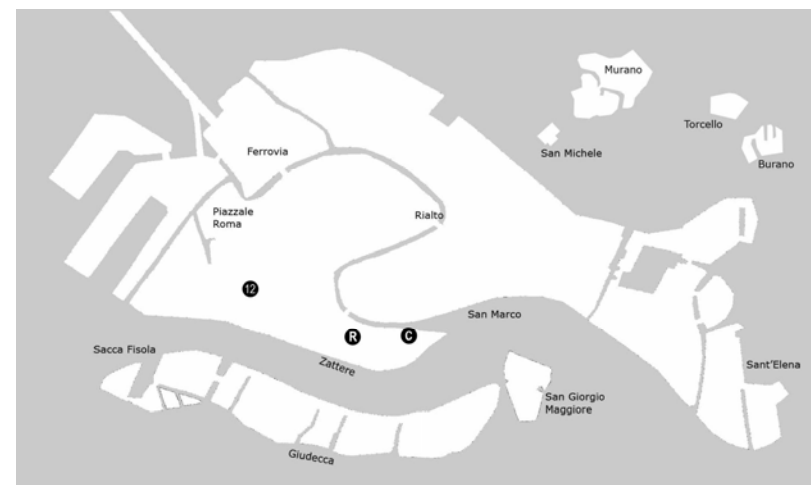 Murano
Torcello
San Michele
Burano
Ferrovia
Piazzale
Roma
Rialto
12
San Marco
R
C
Sacca Fisola
Zattere
Sant'Elena
San Giorgio
Maggiore
Giudecca